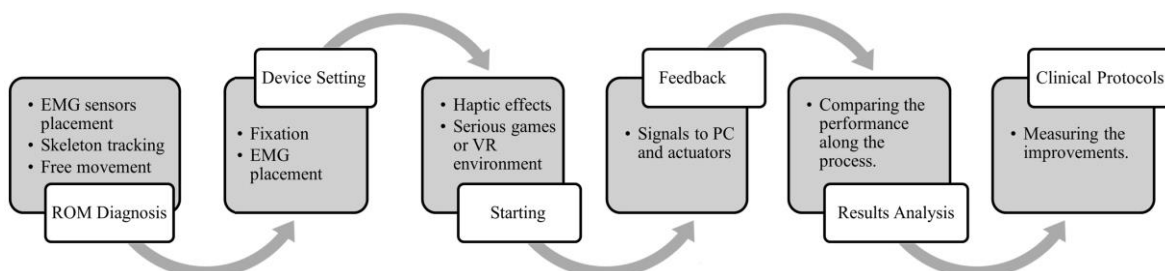 • EMG sensors
placement
• Skeleton tracking
• Free movement
ROM Diagnosis
Device Setting
• Fixation
• EMG
placement
• Haptic effects
• Serious games
or VR
environment
Starting
Feedback
• Signals to PC
and actuators
• Comparing the
performance
along the
process.
Results Analysis
Clinical Protocols
• Measuring the
improvements.